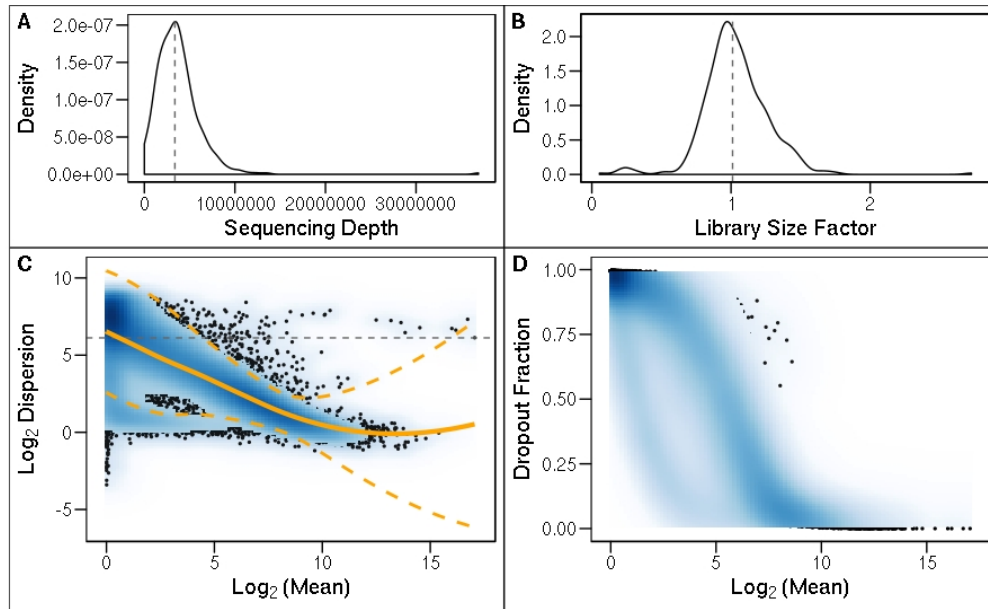 A
2.0e-07
1.5e-07
1.0e-07
5.0e-08
0.0e+00
Density
0 10000000 20000000 30000000
Sequencing Depth
B
2.0
1.5
1.0
0.5
0.0
Density
0 1 2
Library Size Factor
C
10
5
0
-5
Log₂ Dispersion
0 5 10 15
Log₂ (Mean)
D
1.00
0.75
0.50
0.25
0.00
Dropout Fraction
0 5 10 15
Log₂ (Mean)